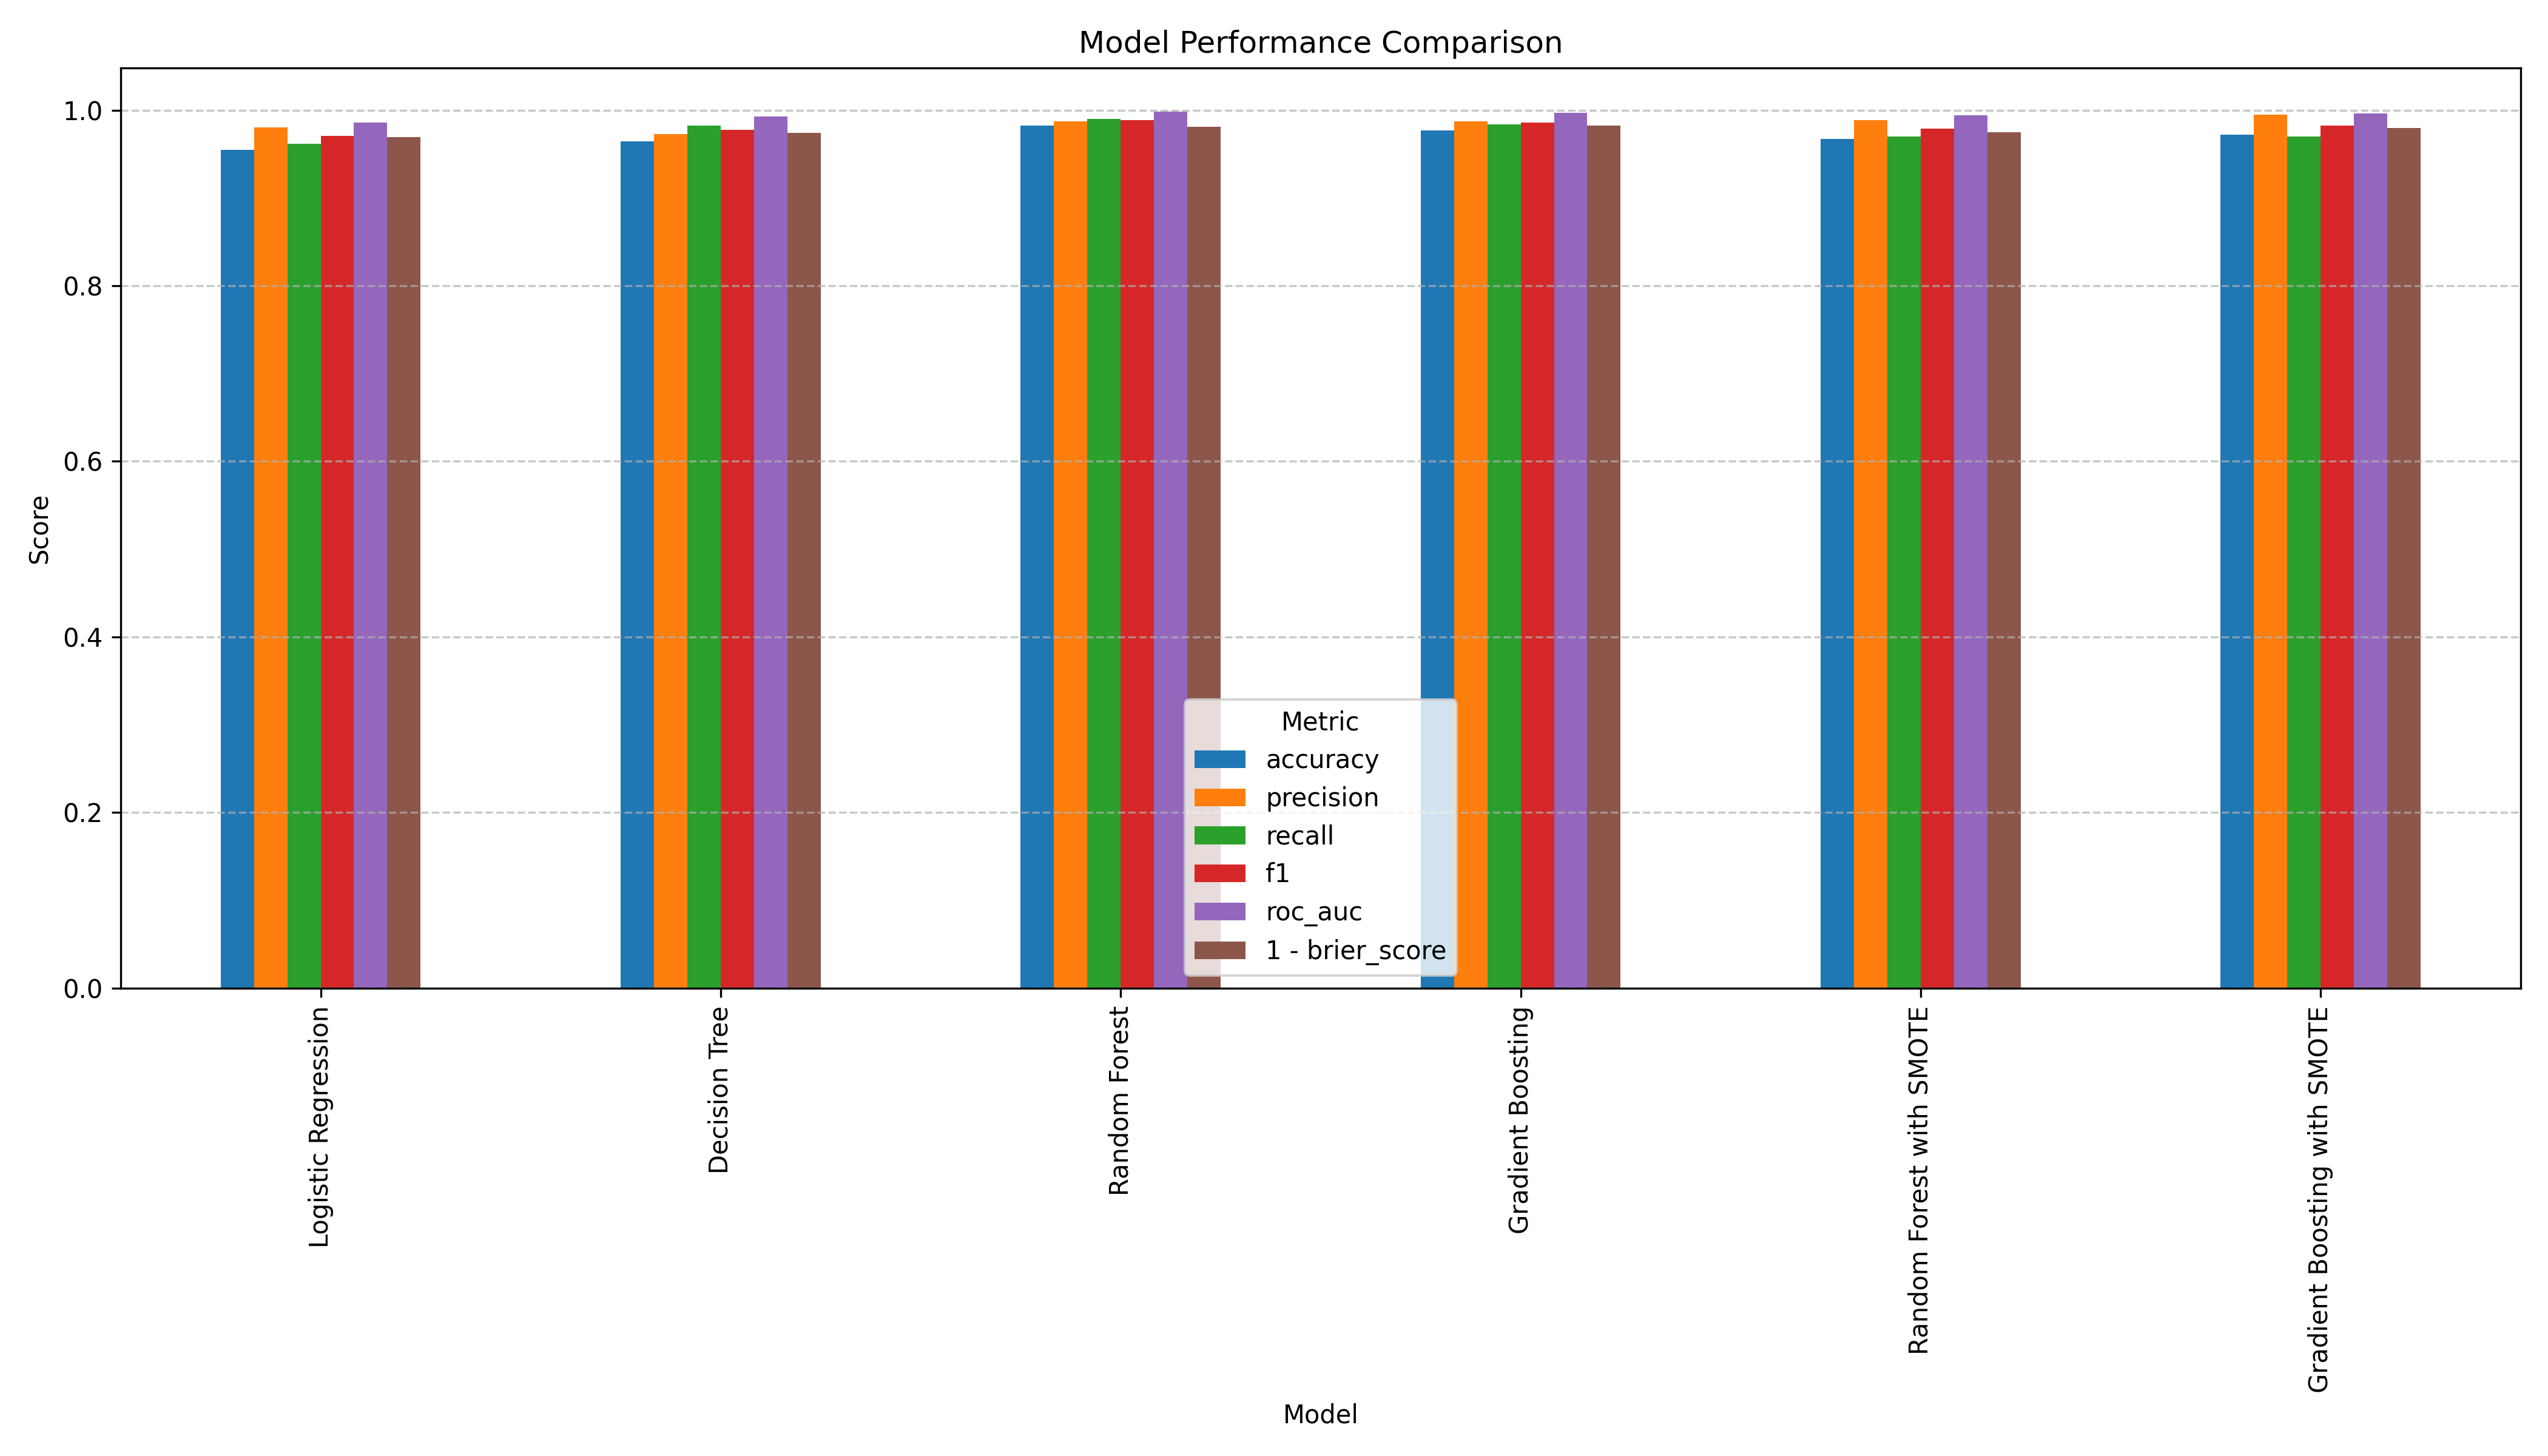 Model Performance Comparison
1.0
0.8
0.6
0.4
0.2
0.0
Score
Metric
accuracy
precision
recall
f1
roc_auc
1 - brier_score
Logistic Regression
Decision Tree
Random Forest
Gradient Boosting
Random Forest with SMOTE
Gradient Boosting with SMOTE
Model